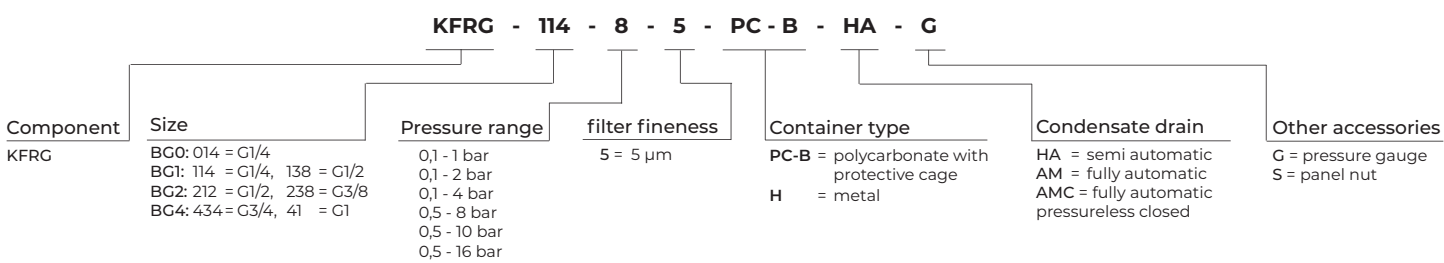 KFRG - 114 - 8 - 5 - PC - B - HA - G
Component
KFRG
Size
BG0: 014 = G1/4
BG1: 114 = G1/4, 138 = G1/2
BG2: 212 = G1/2, 238 = G3/8
BG4: 434 = G3/4, 41 = G1
Pressure range
0,1 - 1 bar
0,1 - 2 bar
0,1 - 4 bar
0,5 - 8 bar
0,5 - 10 bar
0,5 - 16 bar
filter fineness
5 = 5 µm
Container type
PC-B = polycarbonate with
protective cage
H = metal
Condensate drain
HA = semi automatic
AM = fully automatic
AMC = fully automatic
pressureless closed
Other accessories
G = pressure gauge
S = panel nut